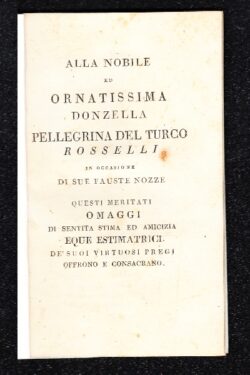 ALLA NOBILE
ED
ORNATISSIMA
DONZELLA
PELLEGRINA DEL TURCO
ROSSELLI
IN OCCASIONE
DI SUE FAUSTE NOZZE
QUESTI MERITATI
OMAGGI
DI SENTITA STIMA ED AMICIZIA
EQUE ESTIMATRICI
DE' SUOI VIRTUOSI PREGI
OFFRONO E CONSACRANO.